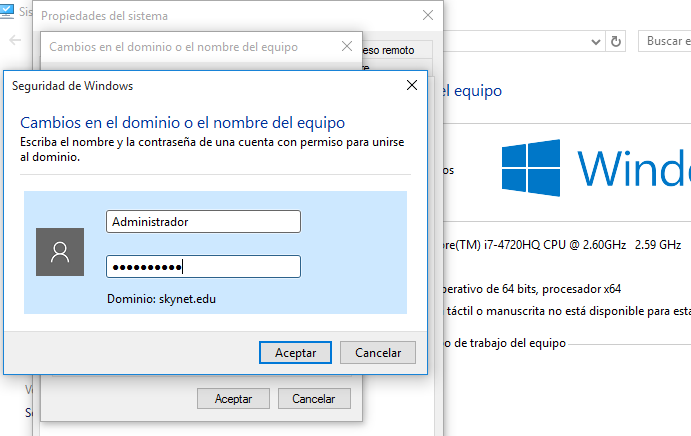 Sis
Propiedades del sistema
Cambios en el dominio o el nombre del equipo
eso remoto
Buscar e
Seguridad de Windows
Cambios en el dominio o el nombre del equipo
Escriba el nombre y la contraseña de una cuenta con permiso para unirse
al dominio.
Administrador
●●●●●●●●●●
Dominio: skynet.edu
Aceptar
Cancelar
Aceptar
Cancelar
el equipo
os
Windo
ore(TM) i7-4720HQ CPU @ 2.60GHz 2.59 GHz
perativo de 64 bits, procesador x64
táctil o manuscrita no está disponible para esta
o de trabajo del equipo